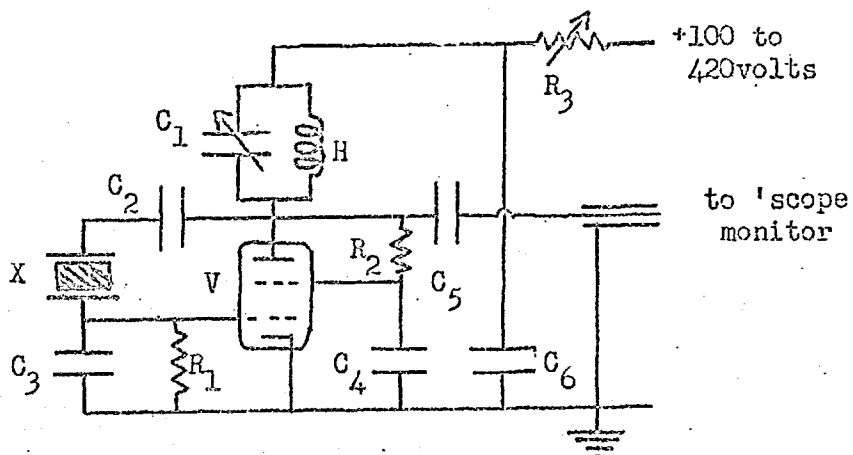 +100 to
420volts
R3
C1
H
C2
to 'scope
monitor
R2
X
V
C5
C3
R1
C4
C6